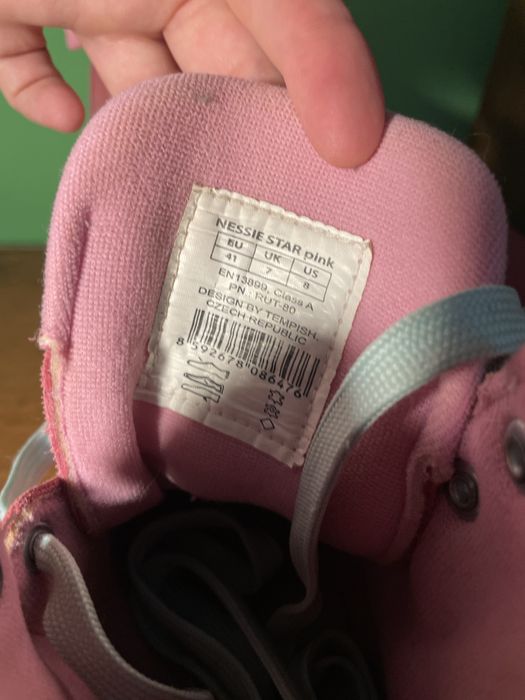 NESSIE STAR pink
EU UK US
41 7 8
EN13899, Class A
PN : RUT-80
DESIGN BY TEMPISH.
CZECH REPUBLIC
8 592678 086476